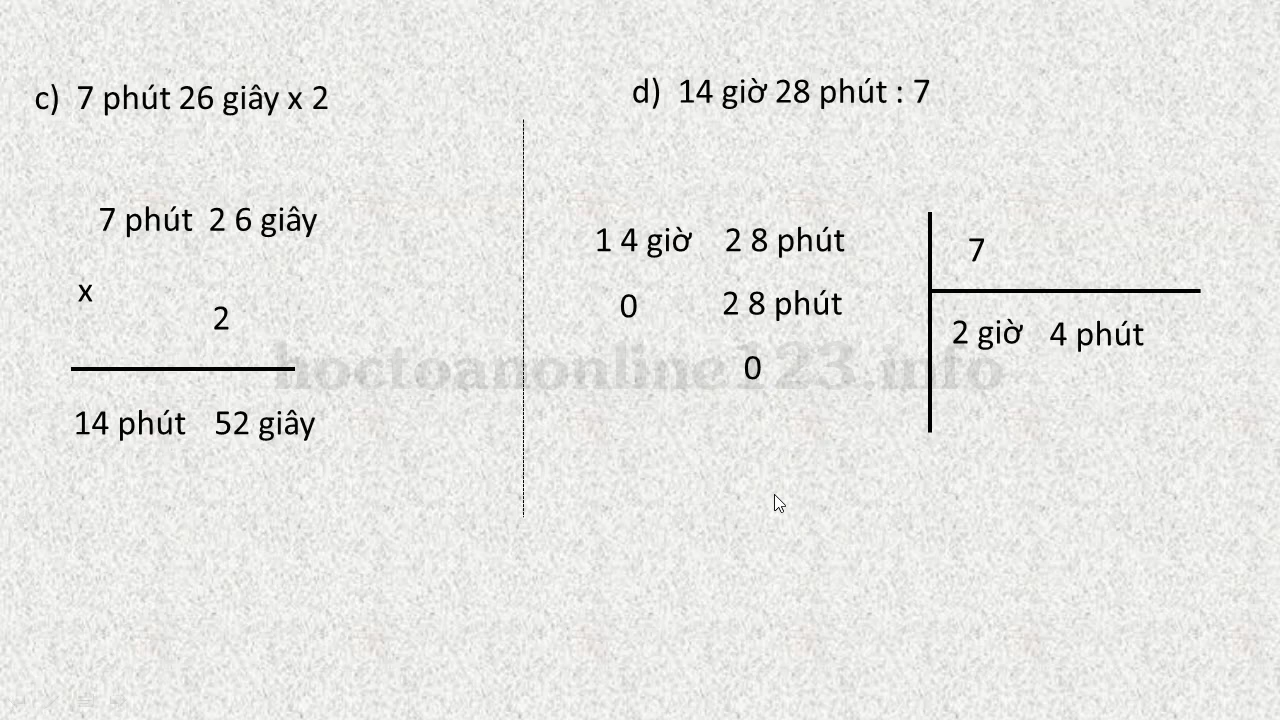 c) 7 phút 26 giây x 2
7 phút 2 6 giây
x
2
14 phút 52 giây
d) 14 giờ 28 phút : 7
1 4 giờ 2 8 phút
7
0 2 8 phút
2 giờ 4 phút
0
hoctoanonline123.info